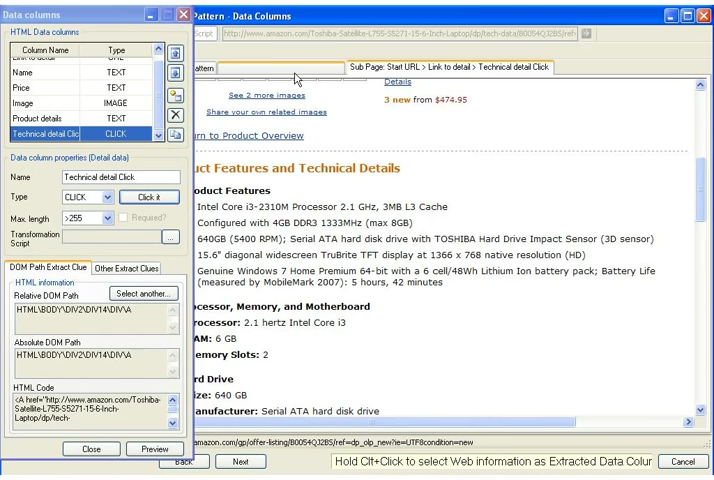 Data columns
HTML Data columns
Column Name Type
Name TEXT
Price TEXT
Image IMAGE
Product details TEXT
Technical detail Clic CLICK
Data column properties (Detail data)
Name Technical detail Click
Type CLICK Click it
Max. length >255 Required?
Transformation
Script ...
DOM Path Extract Clue Other Extract Clues
HTML information
Relative DOM Path Select another...
HTML\BODY\DIV2\DIV14\DIV\A
Absolute DOM Path
HTML\BODY\DIV2\DIV14\DIV\A
HTML Code
<A href="http://www.amazon.com/Toshiba-
Satellite-L755-S5271-15-6-Inch-
Laptop/dp/tech-
Close Preview
Pattern - Data Columns
Script http://www.amazon.com/Toshiba-Satellite-L755-S5271-15-6-Inch-Laptop/dp/tech-data/B0054QJ2BS/ref-
attern Sub Page: Start URL > Link to detail > Technical detail Click
Details
See 2 more images
3 new from $474.95
Share your own related images
urn to Product Overview
uct Features and Technical Details
oduct Features
Intel Core i3-2310M Processor 2.1 GHz, 3MB L3 Cache
Configured with 4GB DDR3 1333MHz (max 8GB)
640GB (5400 RPM); Serial ATA hard disk drive with TOSHIBA Hard Drive Impact Sensor (3D sensor)
15.6" diagonal widescreen TruBrite TFT display at 1366 x 768 native resolution (HD)
Genuine Windows 7 Home Premium 64-bit with a 6 cell/48Wh Lithium Ion battery pack; Battery Life
(measured by MobileMark 2007): 5 hours, 42 minutes
ocessor, Memory, and Motherboard
rocessor: 2.1 hertz Intel Core i3
AM: 6 GB
emory Slots: 2
rd Drive
ize: 640 GB
anufacturer: Serial ATA hard disk drive
amazon.com/gp/offer-listing/B0054QJ2BS/ref=dp_olp_new?ie=UTF8condition=new
Back Next Hold Clt+Click to select Web information as Extracted Data Colur Cancel